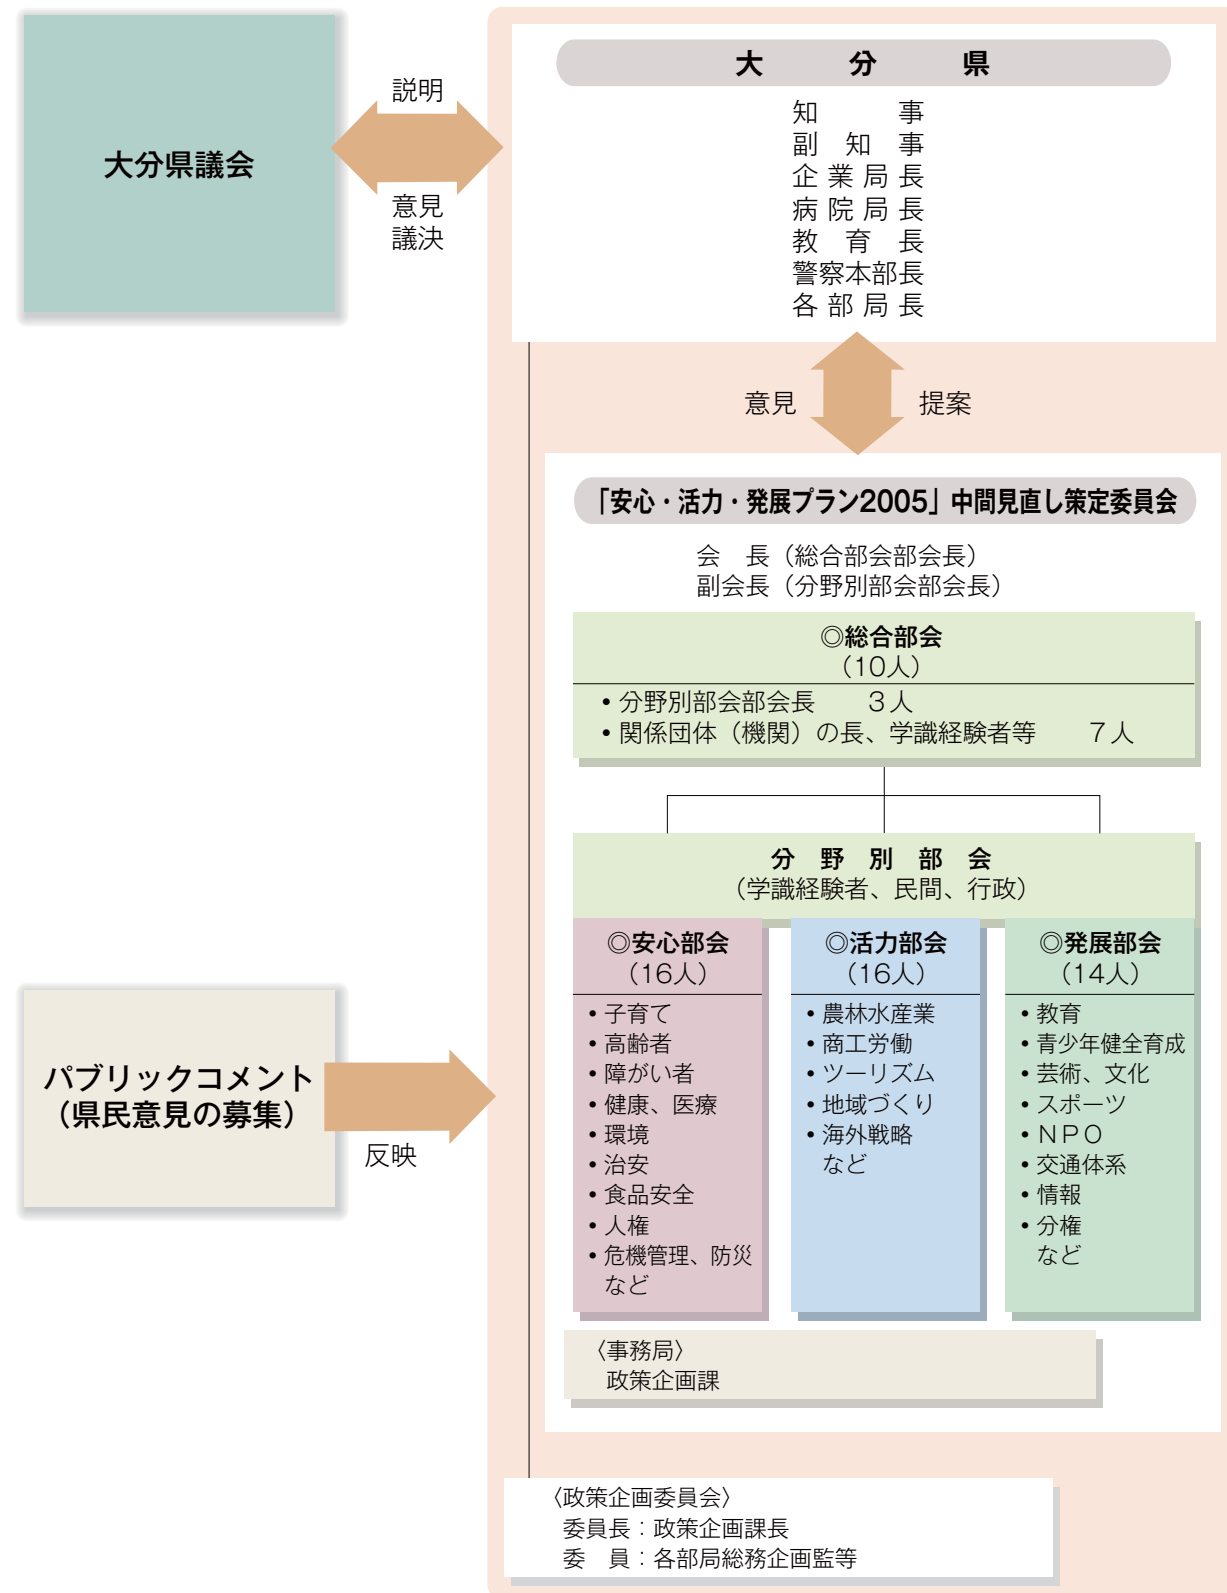 大分県議会
説明
意見
議決
大分県
知事
副知事
企業局長
病院局長
教育長
警察本部長
各部局長
意見
提案
「安心・活力・発展プラン2005」中間見直し策定委員会
会　長（総合部会部会長）
副会長（分野別部会部会長）
◎総合部会
（10人）
•分野別部会部会長　　3人
•関係団体（機関）の長、学識経験者等　　7人
分野別部会
（学識経験者、民間、行政）
◎安心部会
（16人）
•子育て
•高齢者
•障がい者
•健康、医療
•環境
•治安
•食品安全
•人権
•危機管理、防災
など
◎活力部会
（16人）
•農林水産業
•商工労働
•ツーリズム
•地域づくり
•海外戦略
など
◎発展部会
（14人）
•教育
•青少年健全育成
•芸術、文化
•スポーツ
•ＮＰＯ
•交通体系
•情報
•分権
など
パブリックコメント
（県民意見の募集）
反映
〈事務局〉
政策企画課
〈政策企画委員会〉
委員長：政策企画課長
委　員：各部局総務企画監等